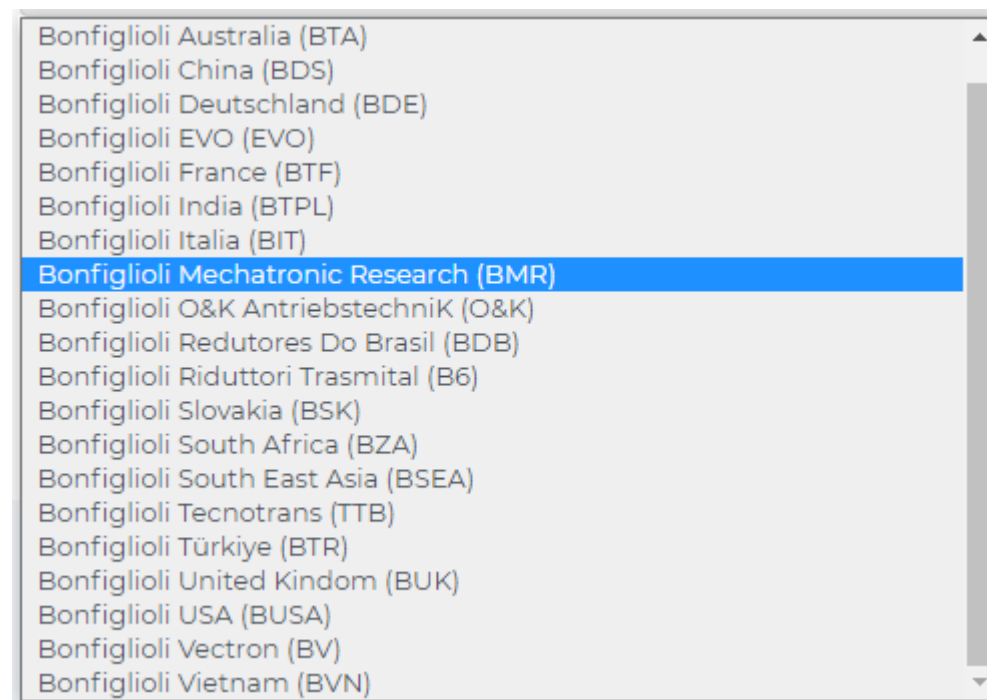 Bonfiglioli Australia (BTA)
Bonfiglioli China (BDS)
Bonfiglioli Deutschland (BDE)
Bonfiglioli EVO (EVO)
Bonfiglioli France (BTF)
Bonfiglioli India (BTPL)
Bonfiglioli Italia (BIT)
Bonfiglioli Mechatronic Research (BMR)
Bonfiglioli O&K AntriebstechniK (O&K)
Bonfiglioli Redutores Do Brasil (BDB)
Bonfiglioli Riduttori Trasmital (B6)
Bonfiglioli Slovakia (BSK)
Bonfiglioli South Africa (BZA)
Bonfiglioli South East Asia (BSEA)
Bonfiglioli Tecnotrans (TTB)
Bonfiglioli Türkiye (BTR)
Bonfiglioli United Kindom (BUK)
Bonfiglioli USA (BUSA)
Bonfiglioli Vectron (BV)
Bonfiglioli Vietnam (BVN)